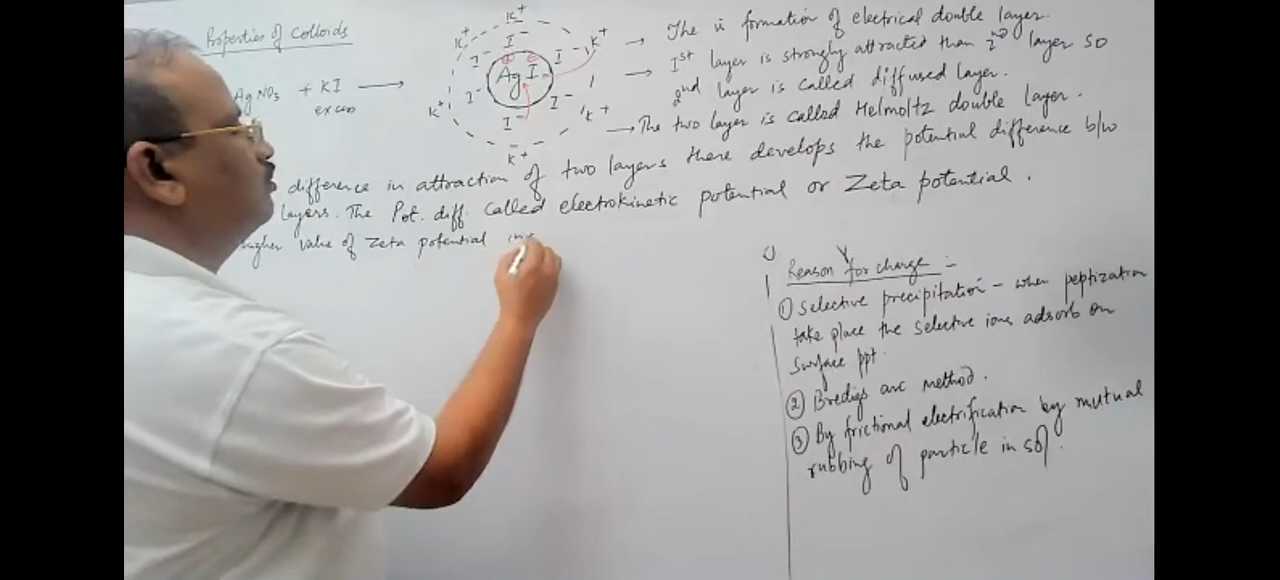 Properties of Colloids
AgNO₃ + KI ⟶
excess
K⁺
K⁺ I⁻ K⁺
I⁻ I⁻
AgI
K⁺ I⁻ I⁻
I⁻ K⁺
K⁺
→ The is formation of electrical double layer.
→ Iˢᵗ layer is strongly attracted than 2ⁿᵈ layer so
2ⁿᵈ layer is called diffused layer.
→ The two layer is called Helmoltz double layer.
difference in attraction of two layers there develops the potential difference b/w
layers. The Pot. diff. called electrokinetic potential or Zeta potential.
higher value of Zeta potential
Reason for charge :-
① Selective precipitation - when peptization
take place the selective ions adsorb on
surface ppt.
② Bredigs arc method.
③ By frictional electrification by mutual
rubbing of particle in sol.